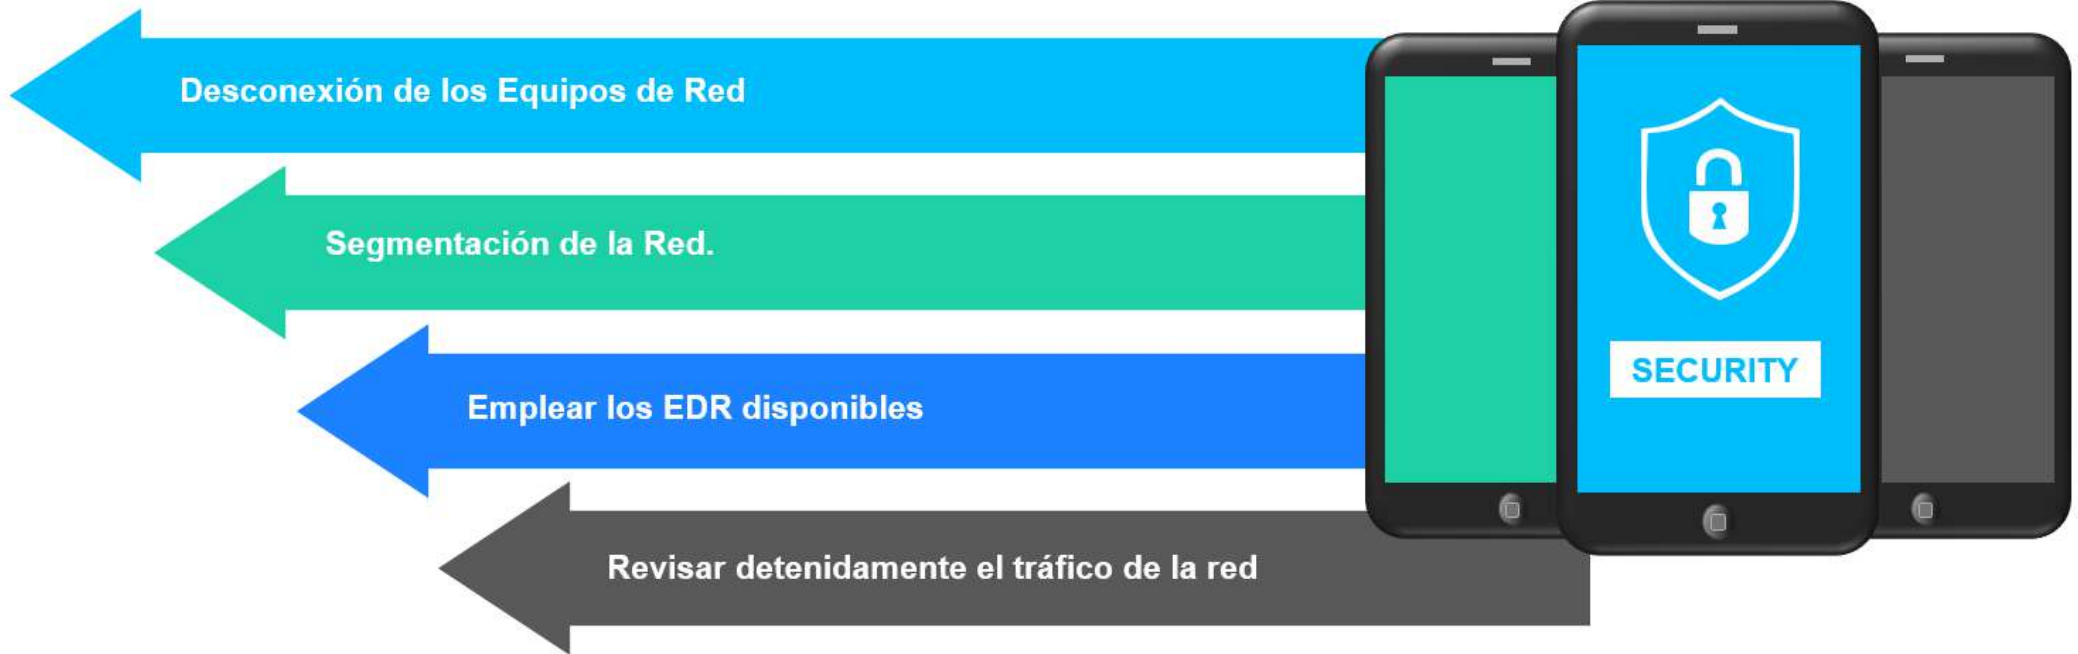 Desconexión de los Equipos de Red
Segmentación de la Red.
Emplear los EDR disponibles
SECURITY
Revisar detenidamente el tráfico de la red